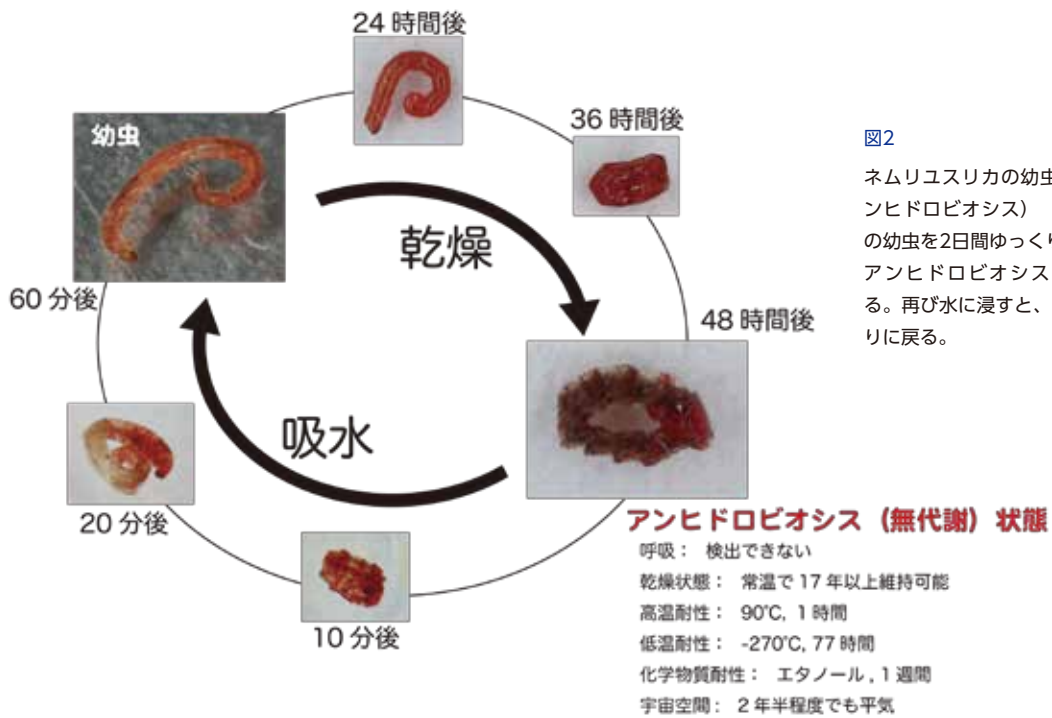 24 時間後
幼虫
36 時間後
乾燥
60 分後
48 時間後
吸水
20 分後
10 分後
図2
ネムリユスリカの幼虫
ンヒドロビオシス)
の幼虫を2日間ゆっく
アンヒドロビオシス
る。再び水に浸すと、
りに戻る。
アンヒドロビオシス (無代謝) 状態
呼吸: 検出できない
乾燥状態: 常温で 17 年以上維持可能
高温耐性: 90℃, 1 時間
低温耐性: -270℃, 77 時間
化学物質耐性: エタノール , 1 週間
宇宙空間: 2 年半程度でも平気